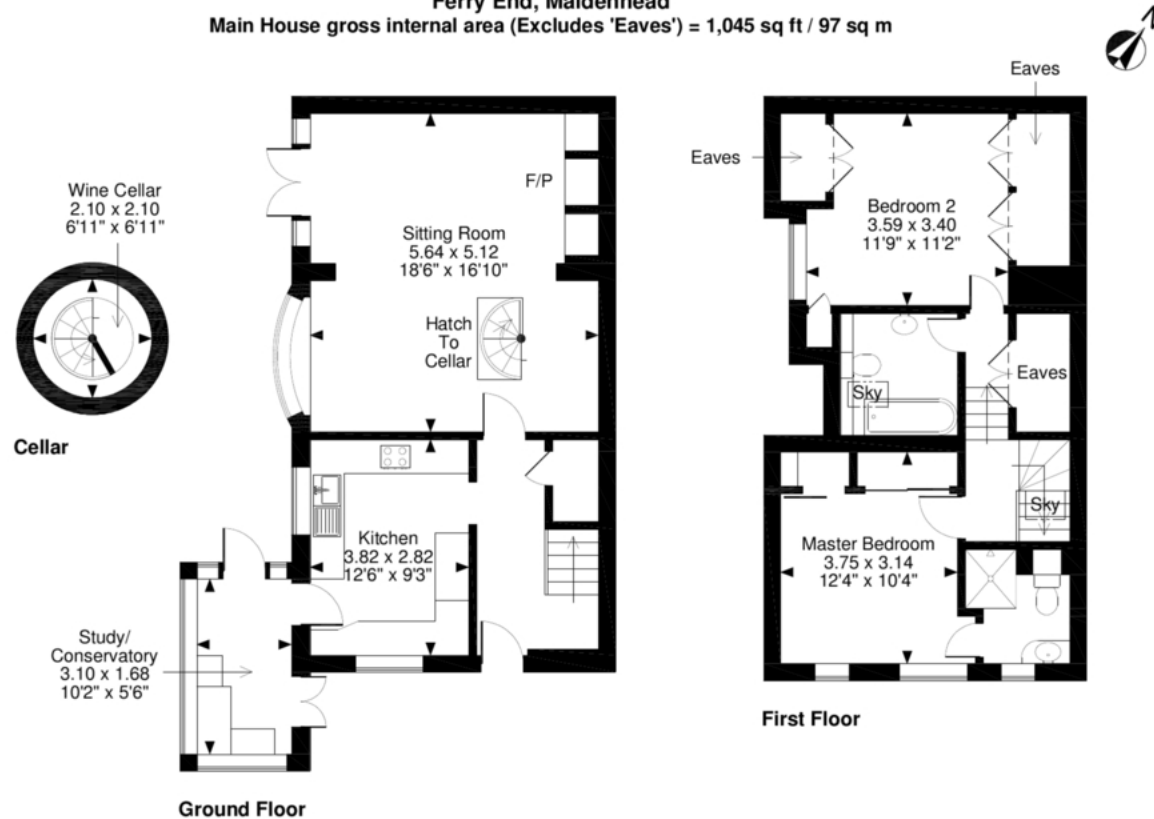 Ferry End, Maidenhead
Main House gross internal area (Excludes 'Eaves') = 1,045 sq ft / 97 sq m
N
Wine Cellar
2.10 x 2.10
6'11" x 6'11"
Cellar
F/P
Sitting Room
5.64 x 5.12
18'6" x 16'10"
Hatch
To
Cellar
Kitchen
3.82 x 2.82
12'6" x 9'3"
Study/
Conservatory
3.10 x 1.68
10'2" x 5'6"
Ground Floor
Eaves
Eaves
Bedroom 2
3.59 x 3.40
11'9" x 11'2"
Eaves
Sky
Sky
Master Bedroom
3.75 x 3.14
12'4" x 10'4"
First Floor